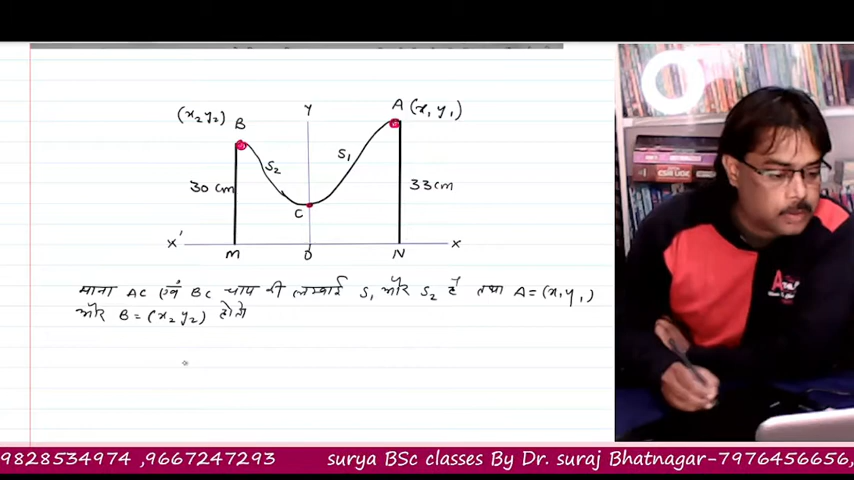 (x₂ y₂) B
Y
A (x, y₁)
S₂
S₁
30 cm
33 cm
C
X' X
M O N
माना AC एवं BC चाप की लम्बाई S₁ और S₂ है तथा A = (x, y₁)
और B = (x₂ y₂) होगे
9828534974 ,9667247293 surya BSc classes By Dr. suraj Bhatnagar-7976456656,